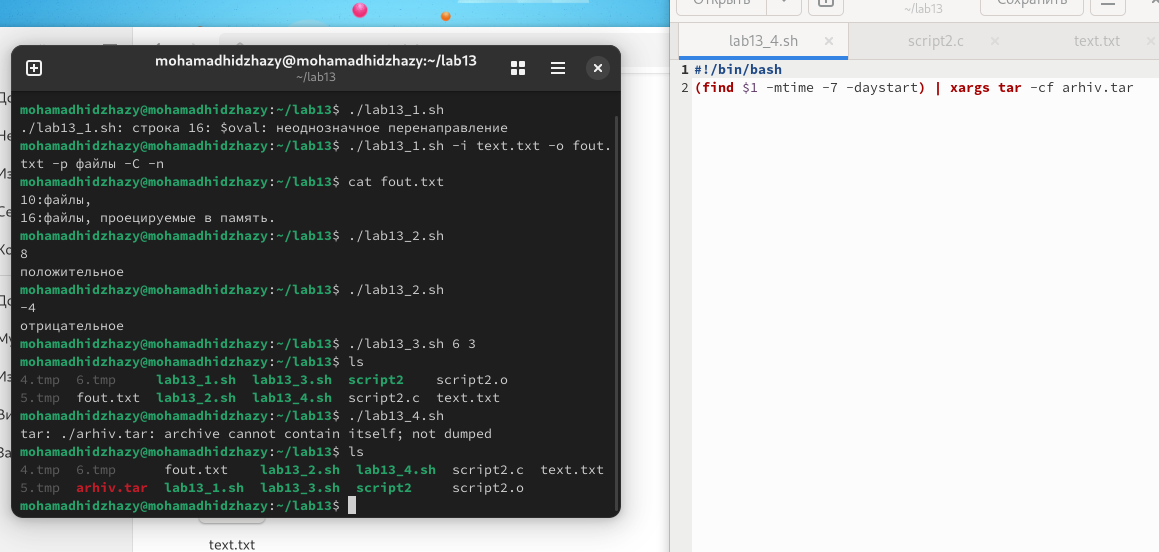 mohamadhidzhazy@mohamadhidzhazy:~/lab13
~/lab13
mohamadhidzhazy@mohamadhidzhazy:~/lab13$ ./lab13_1.sh
./lab13_1.sh: строка 16: $oval: неоднозначное перенаправление
mohamadhidzhazy@mohamadhidzhazy:~/lab13$ ./lab13_1.sh -i text.txt -o fout.
txt -p файлы -C -n
mohamadhidzhazy@mohamadhidzhazy:~/lab13$ cat fout.txt
10:файлы,
16:файлы, проецируемые в память.
mohamadhidzhazy@mohamadhidzhazy:~/lab13$ ./lab13_2.sh
8
положительное
mohamadhidzhazy@mohamadhidzhazy:~/lab13$ ./lab13_2.sh
-4
отрицательное
mohamadhidzhazy@mohamadhidzhazy:~/lab13$ ./lab13_3.sh 6 3
mohamadhidzhazy@mohamadhidzhazy:~/lab13$ ls
4.tmp 6.tmp lab13_1.sh lab13_3.sh script2 script2.o
5.tmp fout.txt lab13_2.sh lab13_4.sh script2.c text.txt
mohamadhidzhazy@mohamadhidzhazy:~/lab13$ ./lab13_4.sh
tar: ./arhiv.tar: archive cannot contain itself; not dumped
mohamadhidzhazy@mohamadhidzhazy:~/lab13$ ls
4.tmp 6.tmp fout.txt lab13_2.sh lab13_4.sh script2.c text.txt
5.tmp arhiv.tar lab13_1.sh lab13_3.sh script2 script2.o
mohamadhidzhazy@mohamadhidzhazy:~/lab13$
text.txt
Открыть
~/lab13
Сохранить
lab13_4.sh script2.c text.txt
1 #!/bin/bash
2 (find $1 -mtime -7 -daystart) | xargs tar -cf arhiv.tar